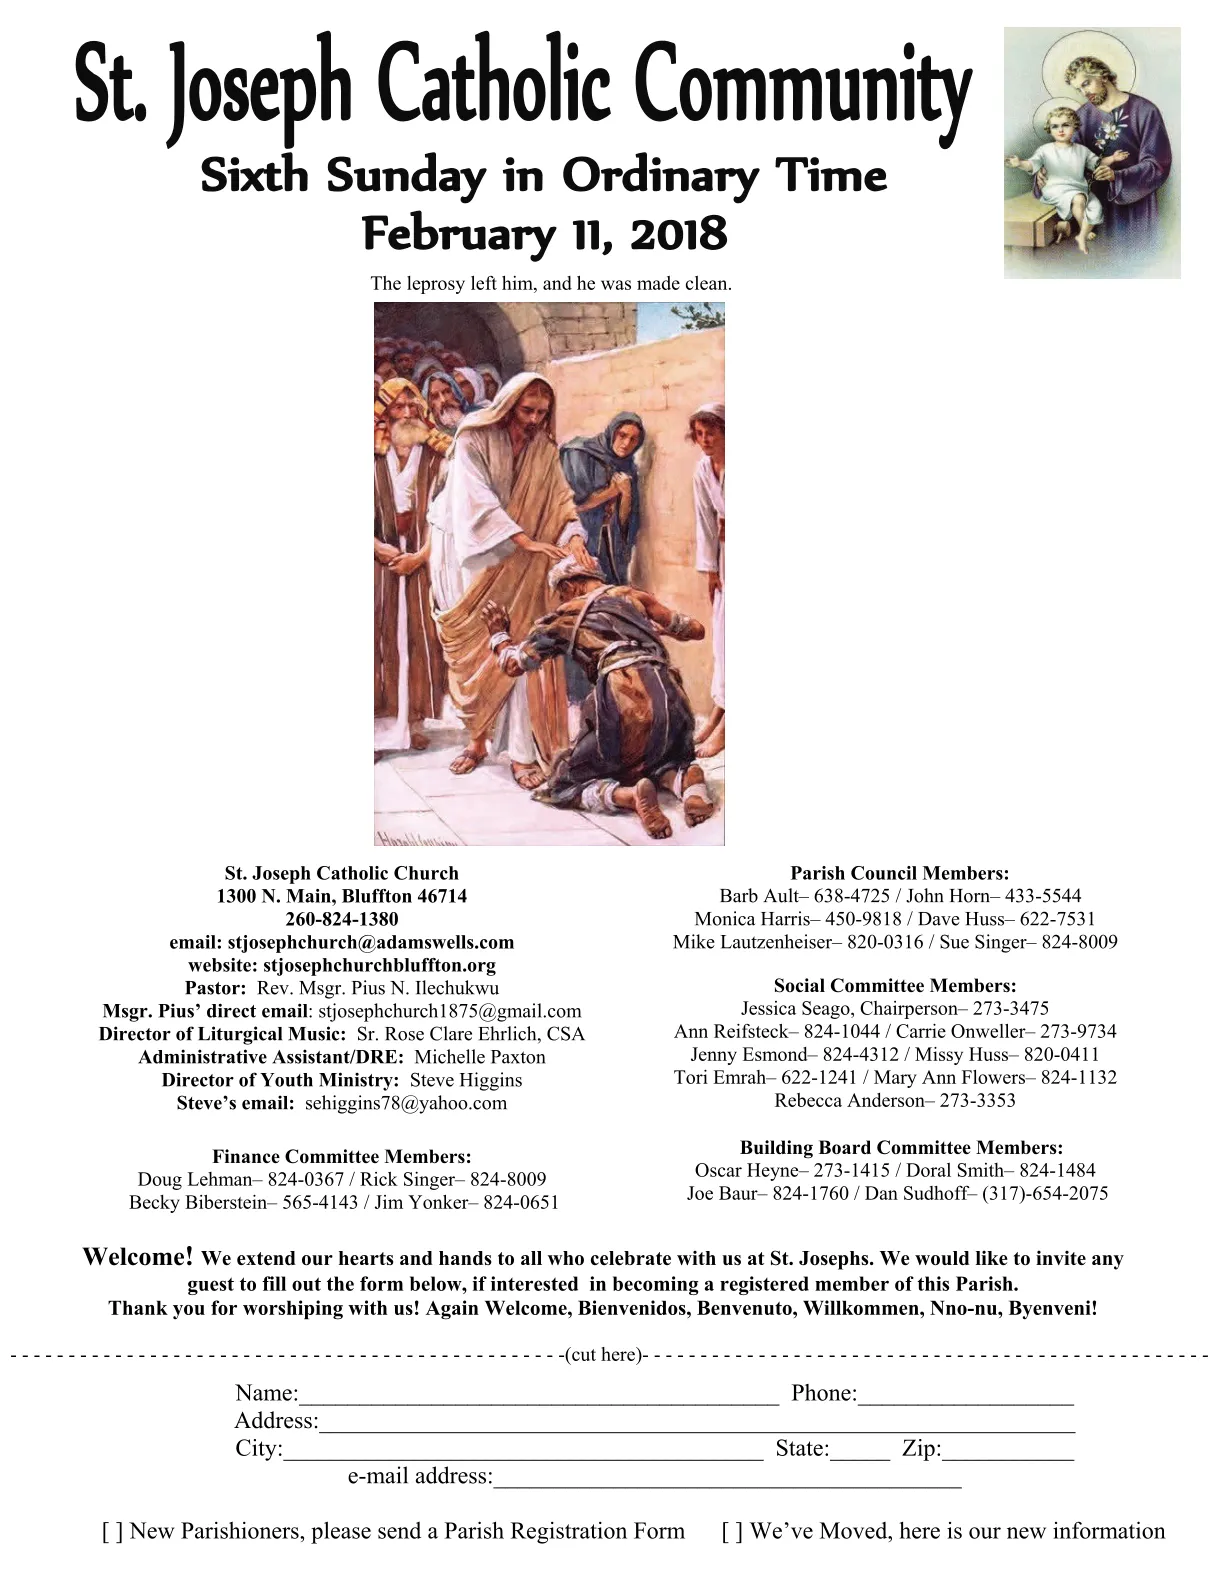 St. Joseph Catholic Community
Sixth Sunday in Ordinary Time
February 11, 2018
The leprosy left him, and he was made clean.
Harold Copping
St. Joseph Catholic Church
1300 N. Main, Bluffton 46714
260-824-1380
email: stjosephchurch@adamswells.com
website: stjosephchurchbluffton.org
Pastor: Rev. Msgr. Pius N. Ilechukwu
Msgr. Pius’ direct email: stjosephchurch1875@gmail.com
Director of Liturgical Music: Sr. Rose Clare Ehrlich, CSA
Administrative Assistant/DRE: Michelle Paxton
Director of Youth Ministry: Steve Higgins
Steve’s email: sehiggins78@yahoo.com
Finance Committee Members:
Doug Lehman– 824-0367 / Rick Singer– 824-8009
Becky Biberstein– 565-4143 / Jim Yonker– 824-0651
Parish Council Members:
Barb Ault– 638-4725 / John Horn– 433-5544
Monica Harris– 450-9818 / Dave Huss– 622-7531
Mike Lautzenheiser– 820-0316 / Sue Singer– 824-8009
Social Committee Members:
Jessica Seago, Chairperson– 273-3475
Ann Reifsteck– 824-1044 / Carrie Onweller– 273-9734
Jenny Esmond– 824-4312 / Missy Huss– 820-0411
Tori Emrah– 622-1241 / Mary Ann Flowers– 824-1132
Rebecca Anderson– 273-3353
Building Board Committee Members:
Oscar Heyne– 273-1415 / Doral Smith– 824-1484
Joe Baur– 824-1760 / Dan Sudhoff– (317)-654-2075
Welcome! We extend our hearts and hands to all who celebrate with us at St. Josephs. We would like to invite any
guest to fill out the form below, if interested in becoming a registered member of this Parish.
Thank you for worshiping with us! Again Welcome, Bienvenidos, Benvenuto, Willkommen, Nno-nu, Byenveni!
- - - - - - - - - - - - - - - - - - - - - - - - - - - - - - - - - - - - - - - - - - - - - - - -(cut here)- - - - - - - - - - - - - - - - - - - - - - - - - - - - - - - - - - - - - - - - - - - - - - - - -
Name:________________________________________ Phone:__________________
Address:_______________________________________________________________
City:________________________________________ State:_____ Zip:___________
e-mail address:_______________________________________
[ ] New Parishioners, please send a Parish Registration Form [ ] We’ve Moved, here is our new information